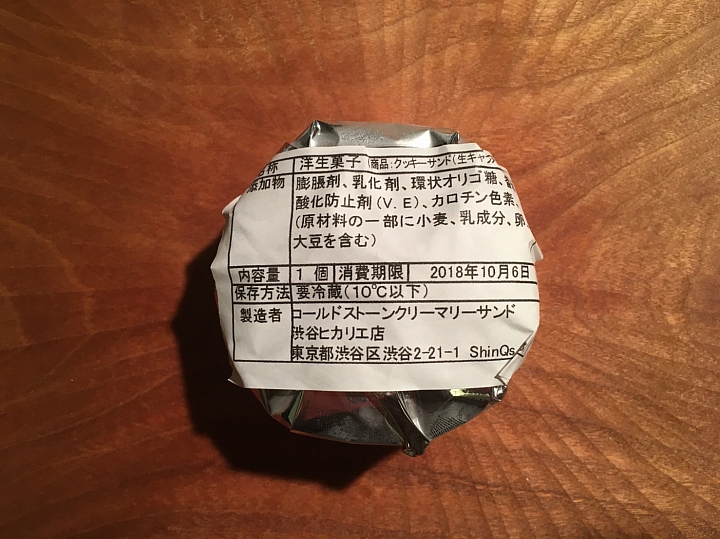 名称 洋生菓子 (商品:クッキーサンド(生キャラ
添加物 膨脹剤、乳化剤、環状オリゴ糖、
酸化防止剤(V.E)、カロチン色素、
(原材料の一部に小麦、乳成分、卵、
大豆を含む)
内容量 1 個 消費期限 2018年10月6日
保存方法 要冷蔵(10℃以下)
製造者 コールドストーンクリーマリーサンド
渋谷ヒカリエ店
東京都渋谷区渋谷2-21-1 ShinQs